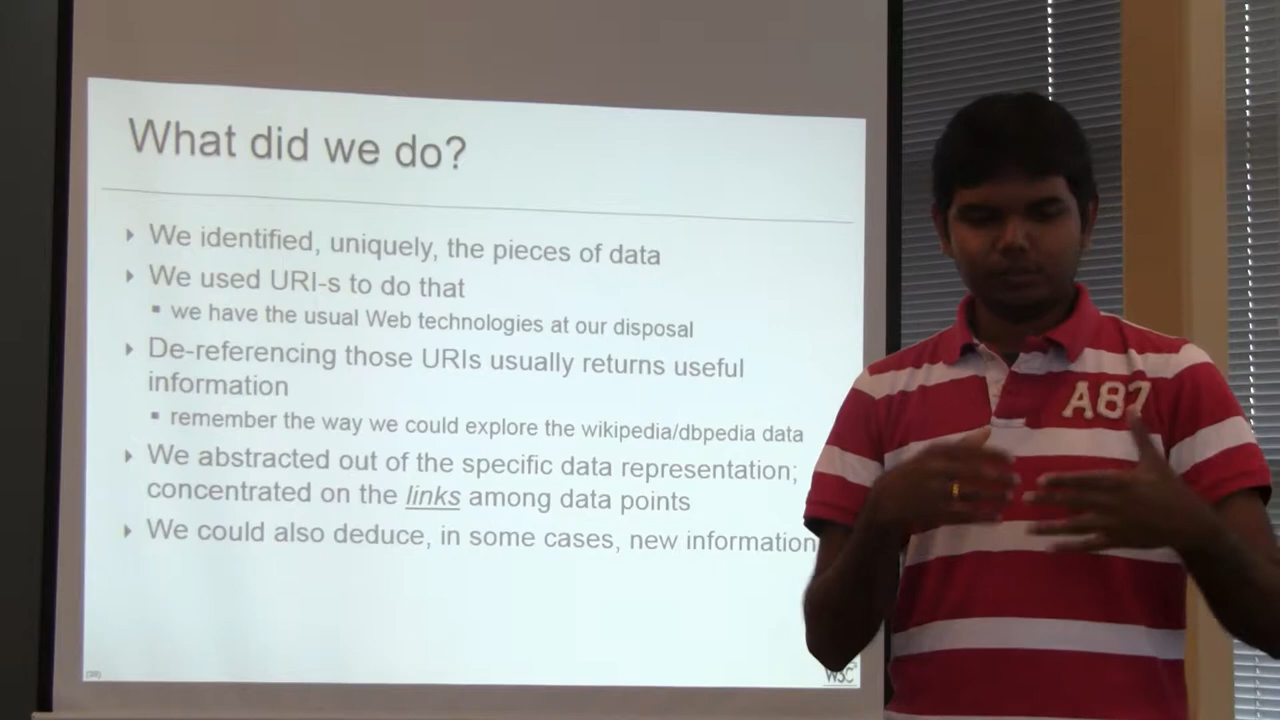 What did we do?
We identified, uniquely, the pieces of data
We used URI-s to do that
we have the usual Web technologies at our disposal
De-referencing those URIs usually returns useful
information
remember the way we could explore the wikipedia/dbpedia data
We abstracted out of the specific data representation;
concentrated on the links among data points
We could also deduce, in some cases, new information
W3C
A87